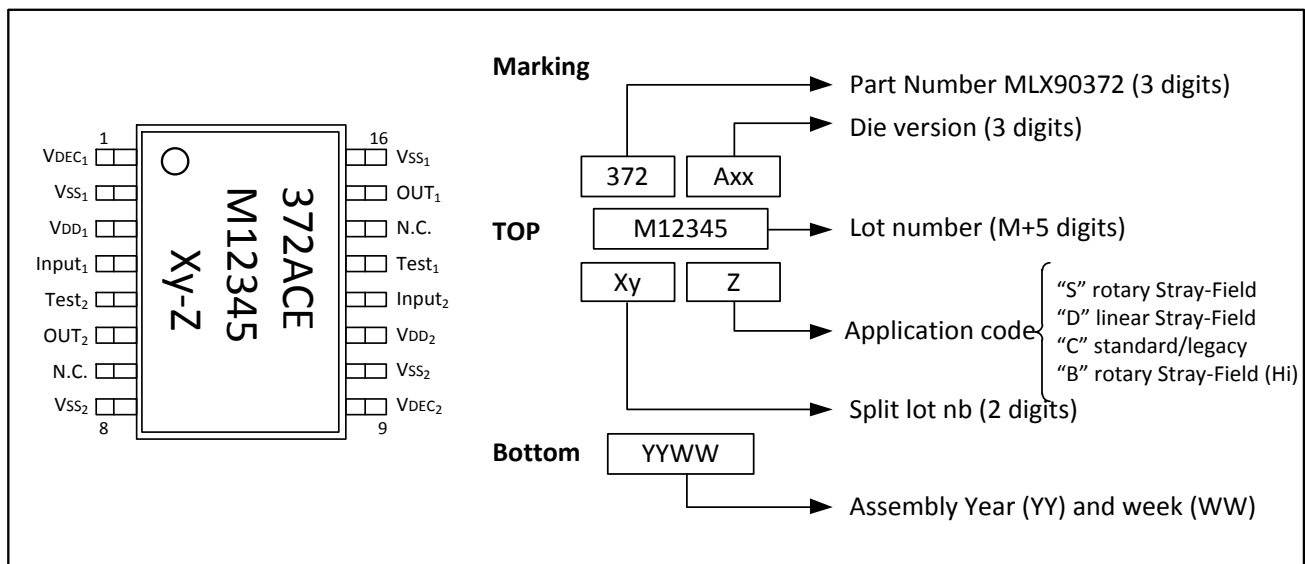 Marking
Part Number MLX90372 (3 digits)
Die version (3 digits)
372 Axx
TOP
M12345
Lot number (M+5 digits)
Xy Z
Application code
"S" rotary Stray-Field
"D" linear Stray-Field
"C" standard/legacy
"B" rotary Stray-Field (Hi)
Split lot nb (2 digits)
Bottom
YYWW
Assembly Year (YY) and week (WW)
1
16
VDEC1
VSS1
VDD1
Input1
Test2
OUT2
N.C.
VSS2
8
VSS1
OUT1
N.C.
Test1
Input2
VDD2
VSS2
VDEC2
9
372ACE
M12345
Xy-Z